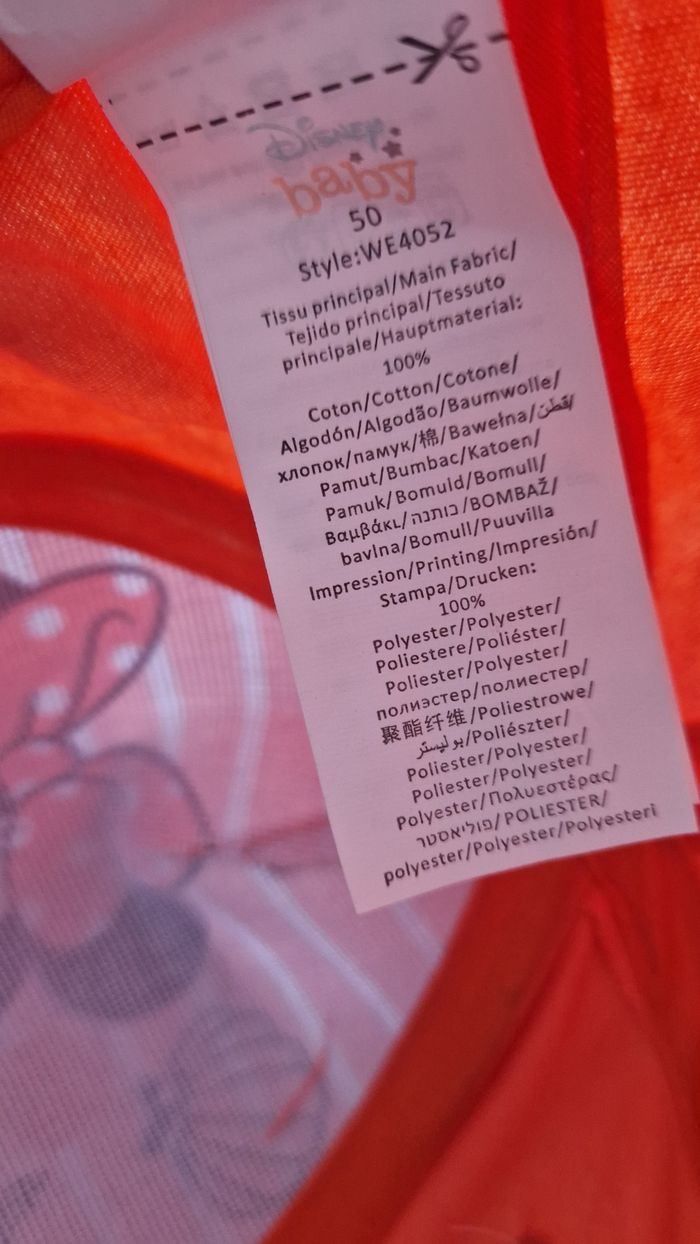 Disney
baby
50
Style:WE4052
Tissu principal/Main Fabric/
Tejido principal/Tessuto
principale/Hauptmaterial:
100%
Coton/Cotton/Cotone/
Algodón/Algodão/Baumwolle/
хлопок/памук/棉/Bawełna/قطن/
Pamut/Bumbac/Katoen/
Pamuk/Bomuld/Bomull/
Βαμβάκι/כותנה/BOMBAŽ/
bavlna/Bomull/Puuvilla
Impression/Printing/Impresión/
Stampa/Drucken:
100%
Polyester/Polyester/
Poliestere/Poliéster/
Poliester/Polyester/
полиэстер/полиестер/
聚酯纤维/Poliestrowe/
بوليستر/Poliészter/
Poliester/Polyester/
Poliester/Polyester/
Polyester/Πολυεστέρας/
פוליאסטר/POLIESTER/
polyester/Polyester/Polyesteri